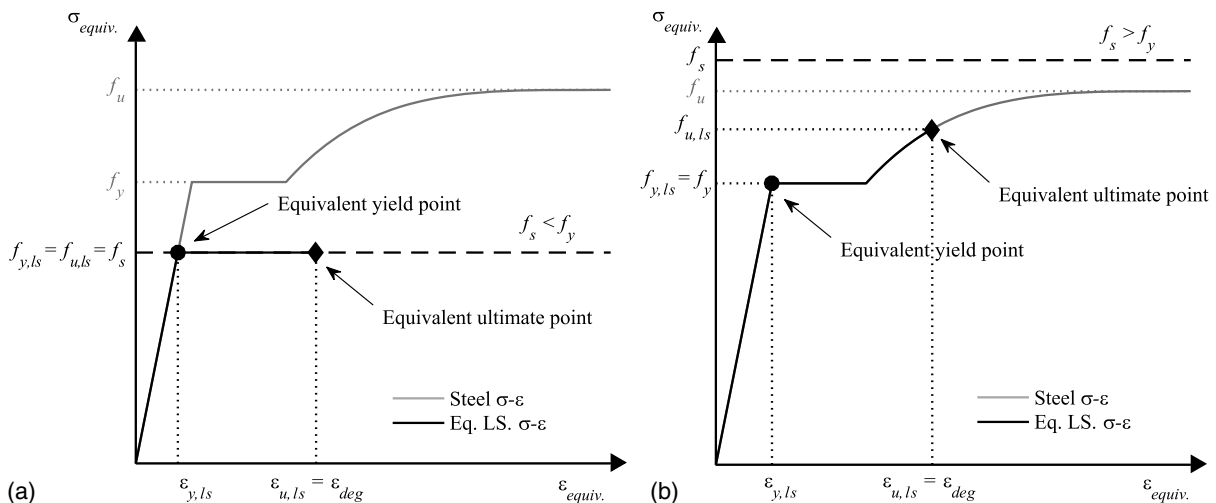 σequiv.
fu
fy
Equivalent yield point
fs < fy
fy,ls = fu,ls = fs
Equivalent ultimate point
Steel σ-ε
Eq. LS. σ-ε
(a)
εy,ls
εu,ls = εdeg
εequiv.
σequiv.
fs > fy
fs
fu
fu,ls
fy,ls = fy
Equivalent ultimate point
Equivalent yield point
Steel σ-ε
Eq. LS. σ-ε
(b)
εy,ls
εu,ls = εdeg
εequiv.